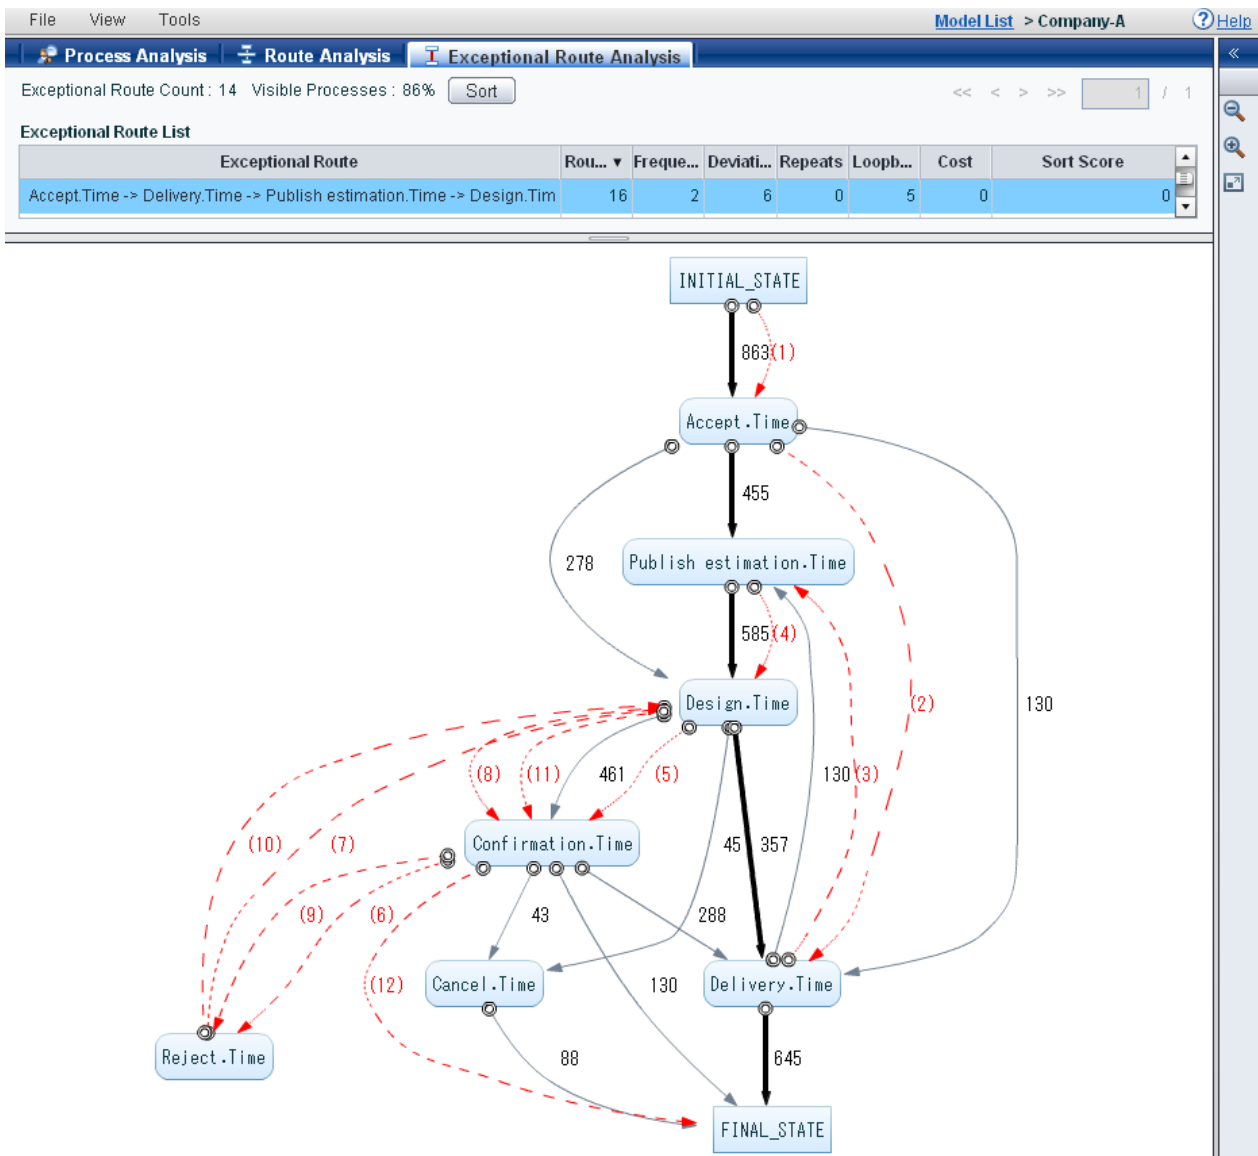 File View Tools Model List > Company-A ? Help
Process Analysis Route Analysis Exceptional Route Analysis «
Exceptional Route Count : 14 Visible Processes : 86% Sort << < > >> 1 / 1
Exceptional Route List
Exceptional Route Rou... ▼ Freque... Deviati... Repeats Loopb... Cost Sort Score
Accept.Time -> Delivery.Time -> Publish estimation.Time -> Design.Tim 16 2 6 0 5 0 0
INITIAL_STATE
863 (1)
Accept.Time
455
278
Publish estimation.Time
585 (4)
Design.Time
(2)
130
(8) (11) 461 (5) 130 (3)
(10) (7) Confirmation.Time 45 357
(9) (6) 43 288
(12) Cancel.Time 130 Delivery.Time
Reject.Time 88 645
FINAL_STATE